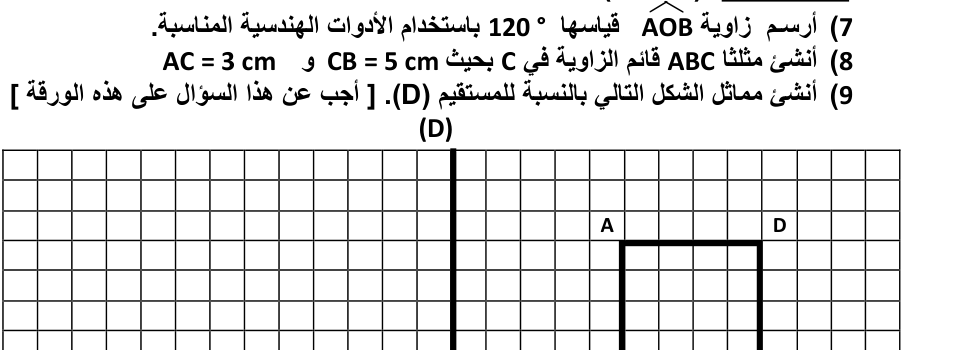 7) أرسم زاوية AOB قياسها 120 ° باستخدام الأدوات الهندسية المناسبة.
8) أنشئ مثلثا ABC قائم الزاوية في C بحيث CB = 5 cm و AC = 3 cm
9) أنشئ مماثل الشكل التالي بالنسبة للمستقيم (D). [ أجب عن هذا السؤال على هذه الورقة ]
(D)
A D